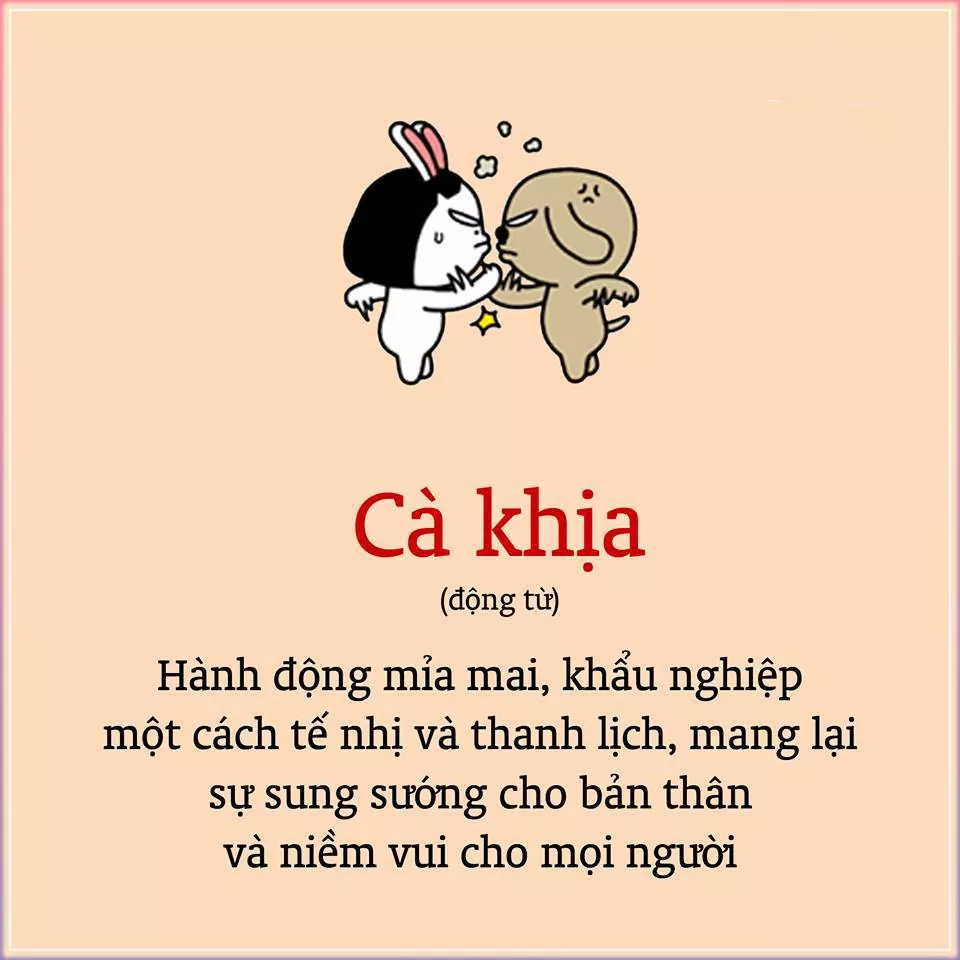 Cà khịa
(động từ)
Hành động mỉa mai, khẩu nghiệp
một cách tế nhị và thanh lịch, mang lại
sự sung sướng cho bản thân
và niềm vui cho mọi người